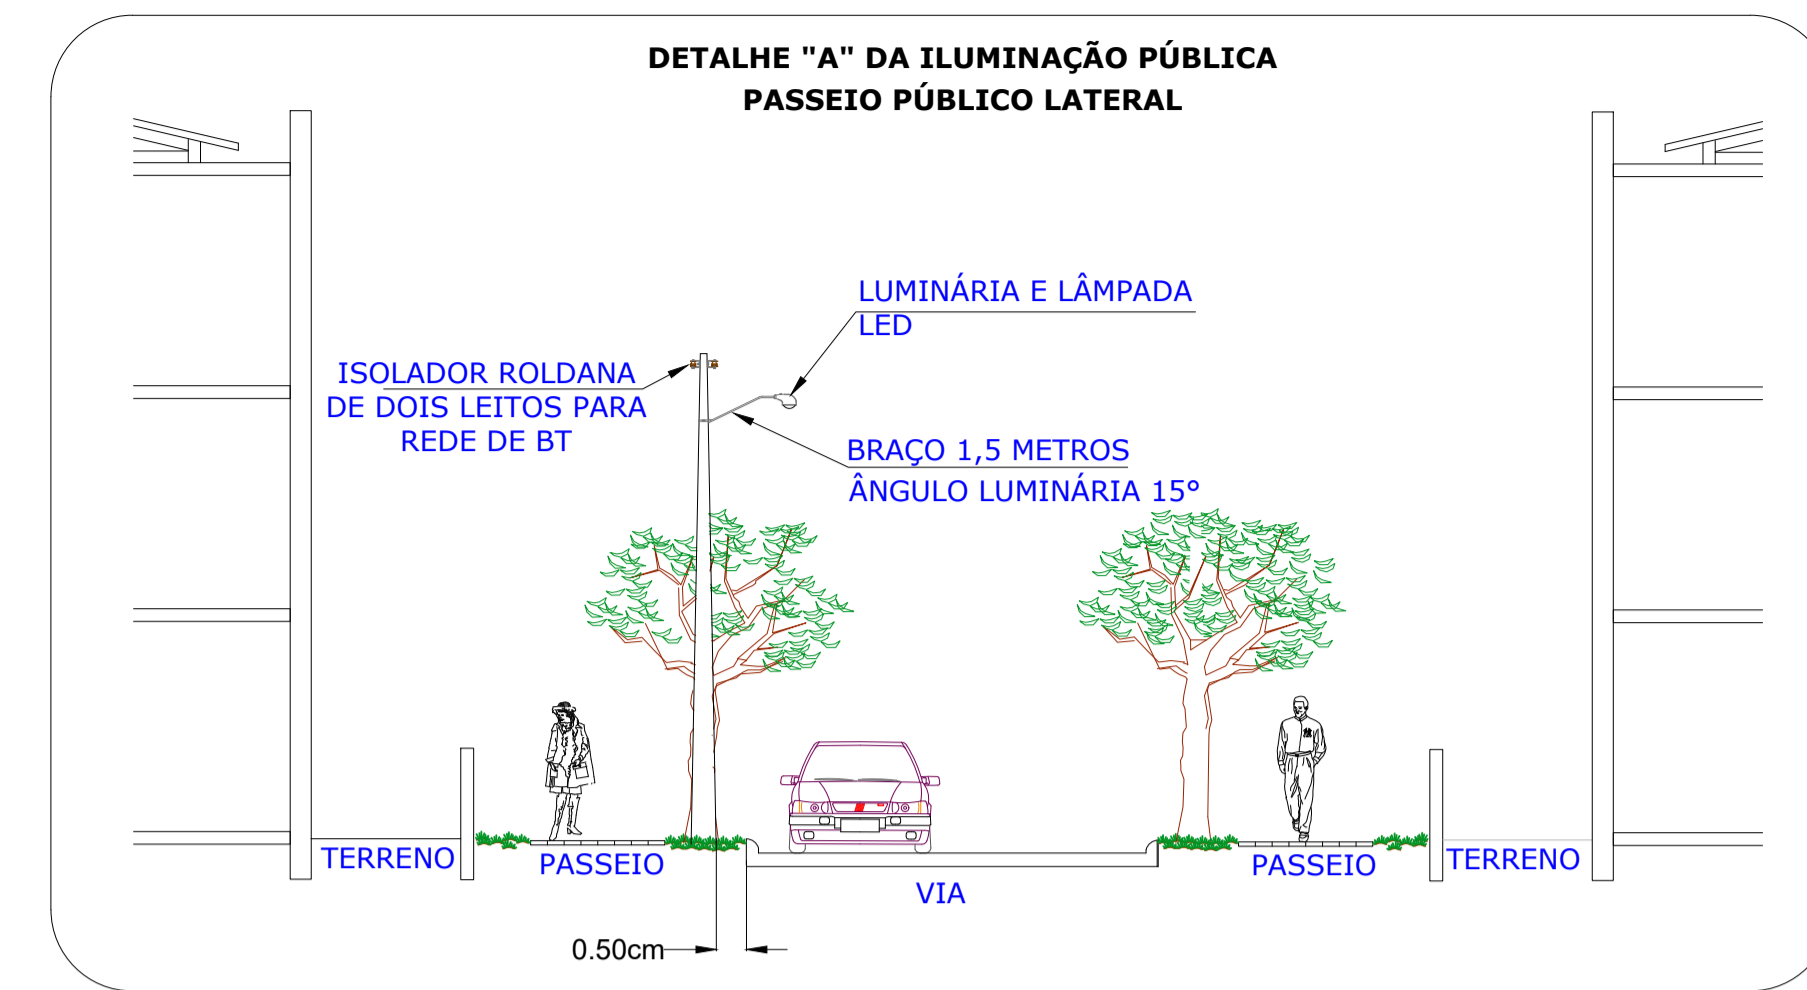 DETALHE "A" DA ILUMINAÇÃO PÚBLICA
PASSEIO PÚBLICO LATERAL
LUMINÁRIA E LÂMPADA
LED
ISOLADOR ROLDANA
DE DOIS LEITOS PARA
REDE DE BT
BRAÇO 1,5 METROS
ÂNGULO LUMINÁRIA 15°
TERRENO
PASSEIO
VIA
PASSEIO
TERRENO
0.50cm